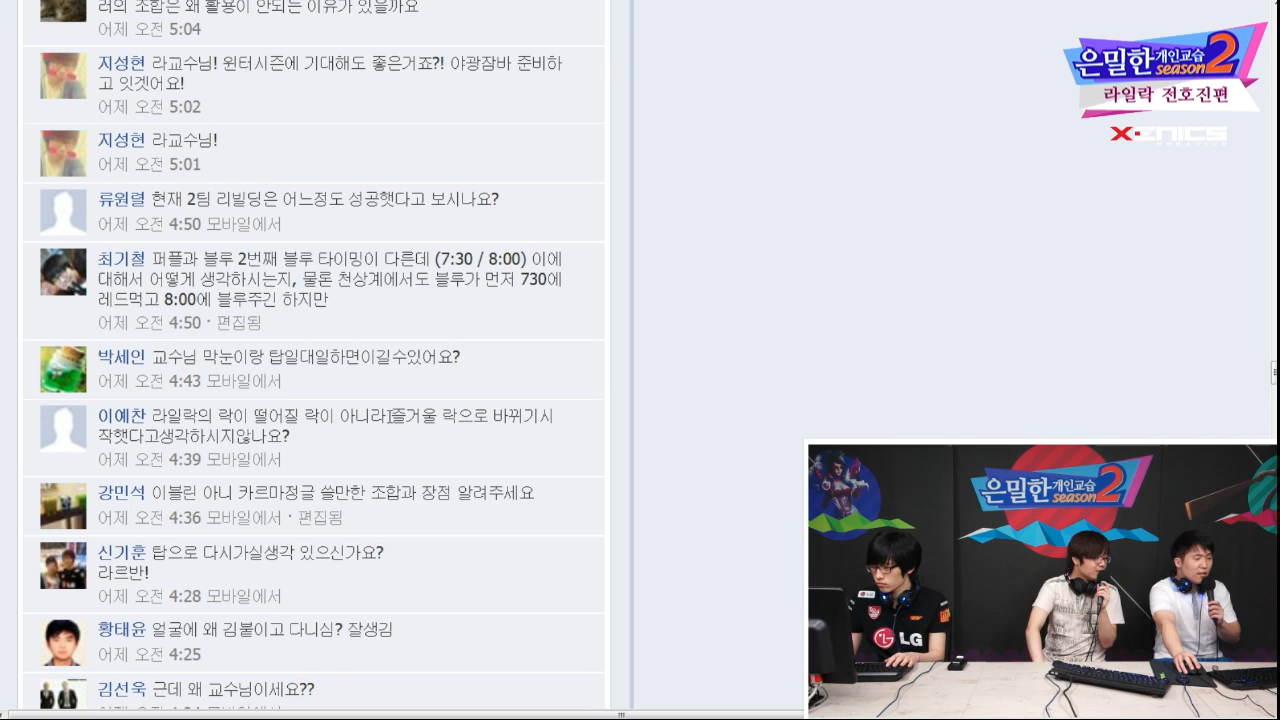 러의 조합은 왜 활용이 안되는 이유가 있을까요
어제 오전 5:04
지성현 라교수님! 윈터시즌에 기대해도 좋은거죠?! 야광잠바 준비하
고 잇겟어요!
어제 오전 5:02
지성현 라교수님!
어제 오전 5:01
류원렬 현재 2팀 리빌딩은 어느정도 성공햇다고 보시나요?
어제 오전 4:50 모바일에서
최기철 퍼플과 블루 2번째 블루 타이밍이 다른데 (7:30 / 8:00) 이에
대해서 어떻게 생각하시는지, 물론 천상계에서도 블루가 먼저 730에
레드먹고 8:00에 블루주긴 하지만
어제 오전 4:50 · 편집됨
박세인 교수님 막눈이랑 탑일대일하면이길수있어요?
어제 오전 4:43 모바일에서
이예찬 라일락의 락이 떨어질 락이 아니라 즐거울 락으로 바뀌기시
작했다고생각하시지않나요?
어제 오전 4:39 모바일에서
강민석 이블린 아니 카르마정글 쓸만한 조합과 장점 알려주세요
어제 오전 4:36 모바일에서 · 편집됨
신기훈 탑으로 다시가실생각 있으신가요?
라르반!
어제 오전 4:28 모바일에서
황태윤 얼굴에 왜 김붙이고 다니심? 잘생김
어제 오전 4:25
김선욱 근데 왜 교수님이세요??
은밀한 개인교습 season 2
라일락 전호진편
X-ENICS
CREATIVE
은밀한 개인교습 season 2
LG
LG